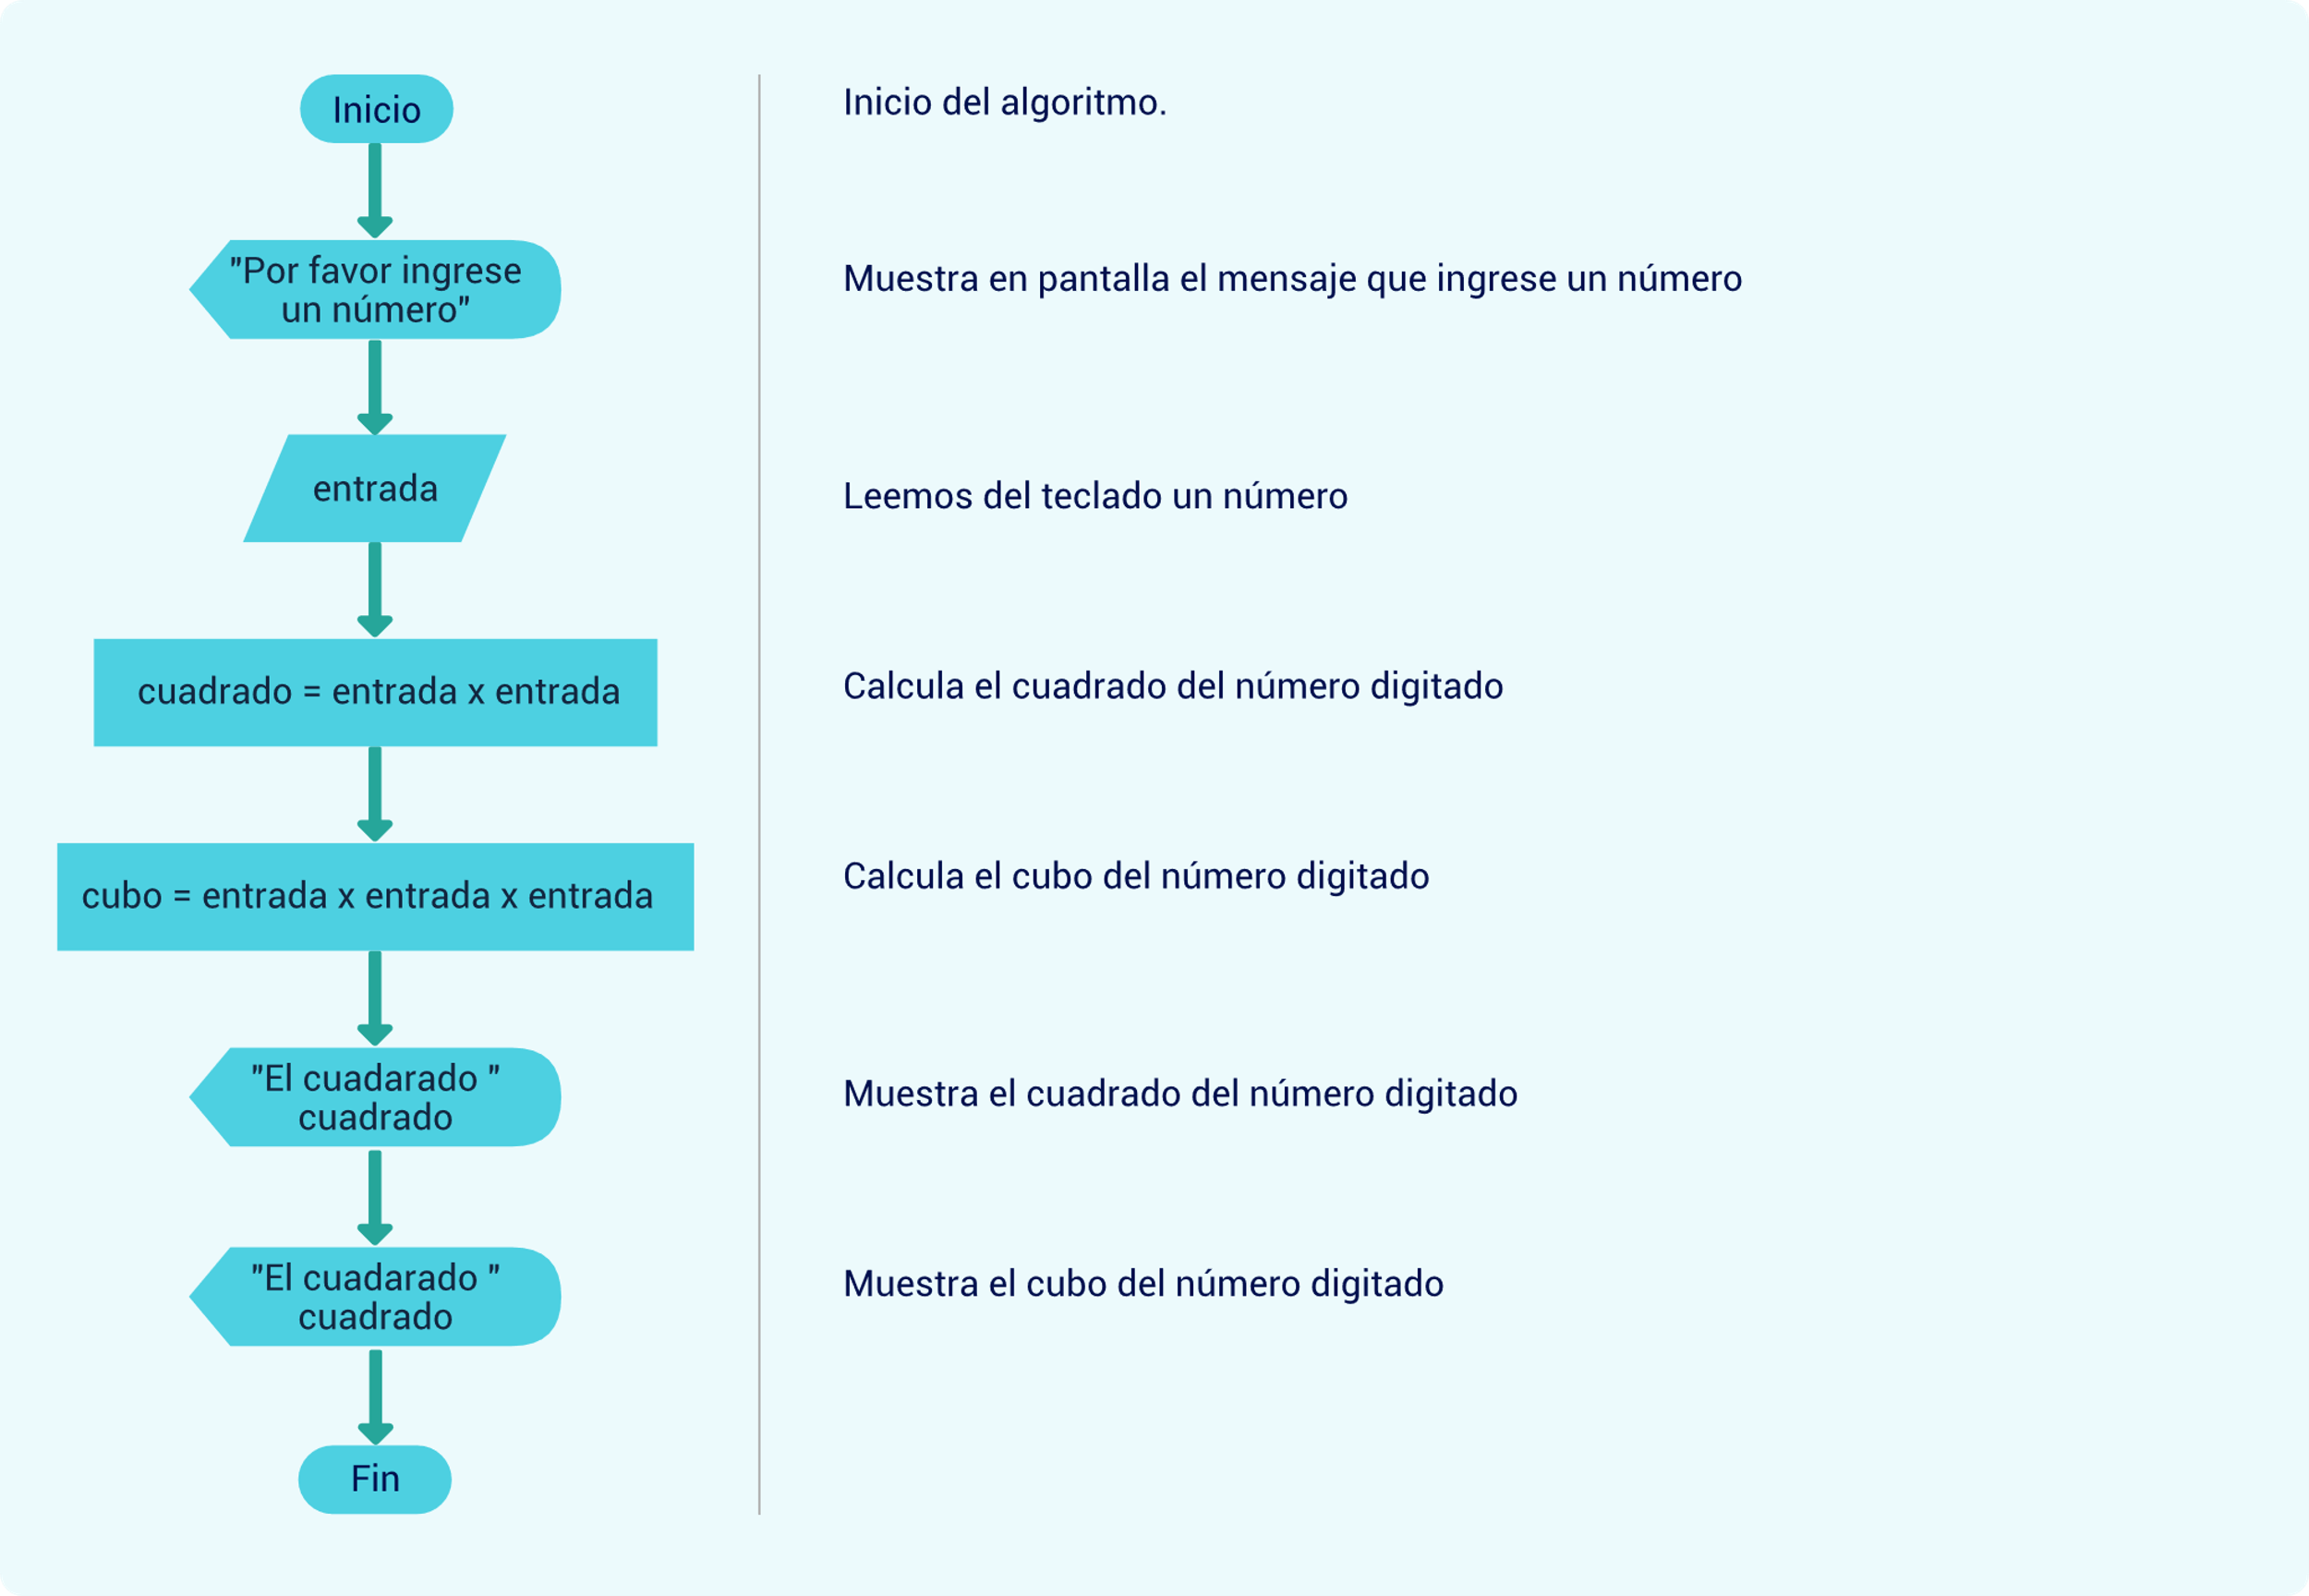 Inicio
Inicio del algoritmo.
"Por favor ingrese
un número"
Muestra en pantalla el mensaje que ingrese un número
entrada
Leemos del teclado un número
cuadrado = entrada x entrada
Calcula el cuadrado del número digitado
cubo = entrada x entrada x entrada
Calcula el cubo del número digitado
"El cuadarado "
cuadrado
Muestra el cuadrado del número digitado
"El cuadarado "
cuadrado
Muestra el cubo del número digitado
Fin